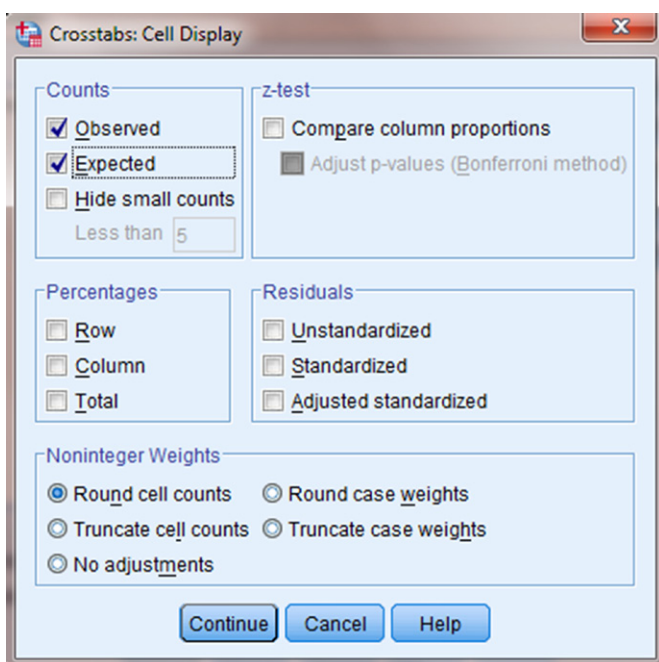 Crosstabs: Cell Display
Counts
Observed
Expected
Hide small counts
Less than 5
z-test
Compare column proportions
Adjust p-values (Bonferroni method)
Percentages
Row
Column
Total
Residuals
Unstandardized
Standardized
Adjusted standardized
Noninteger Weights
Round cell counts Round case weights
Truncate cell counts Truncate case weights
No adjustments
Continue Cancel Help